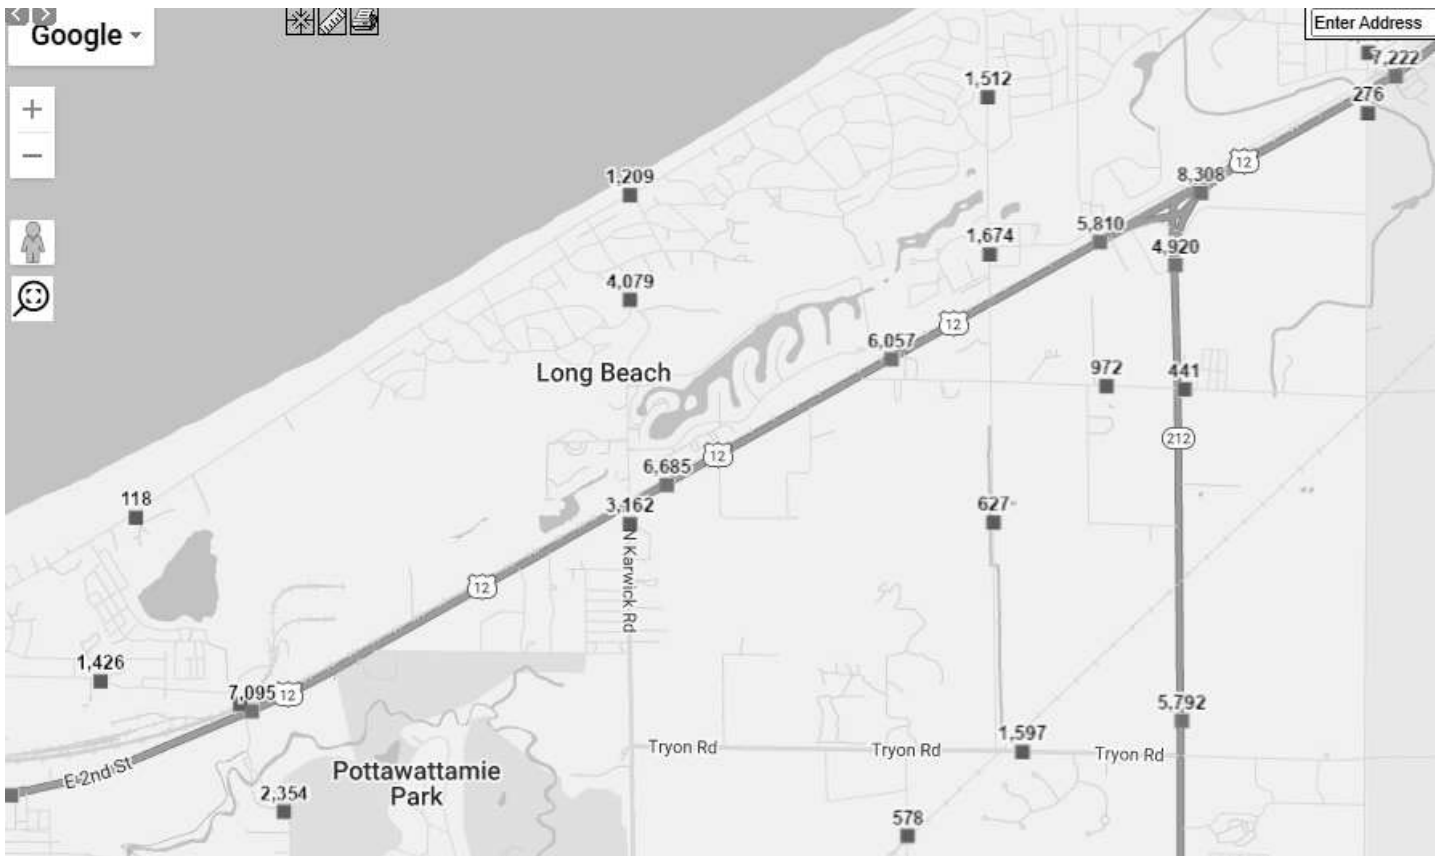 Google
Enter Address
7,222
1,512
276
12
1,209
8,308
5,810
1,674
4,920
4,079
12
6,057
Long Beach
972
441
212
12
6,685
118
3,162
627
N Karwick Rd
12
1,426
7,095
12
5,792
1,597
Tryon Rd
Tryon Rd
Tryon Rd
E 2nd St
Pottawattamie
Park
2,354
578